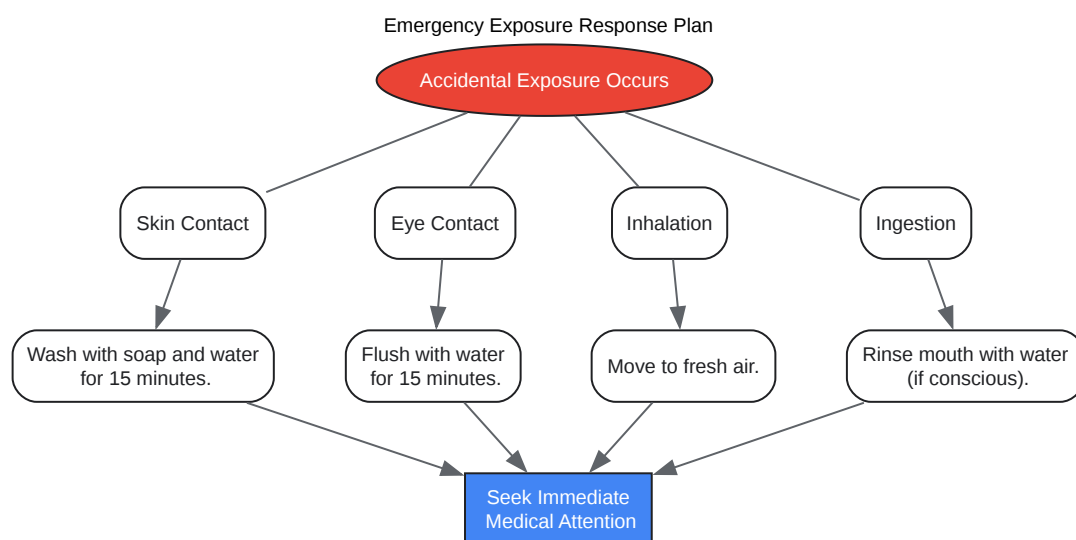 Emergency Exposure Response Plan
Accidental Exposure Occurs
Skin Contact
Eye Contact
Inhalation
Ingestion
Wash with soap and water
for 15 minutes.
Flush with water
for 15 minutes.
Move to fresh air.
Rinse mouth with water
(if conscious).
Seek Immediate
Medical Attention